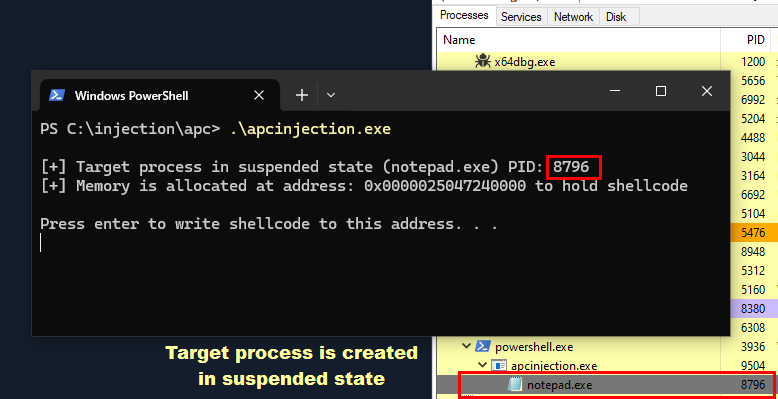 Processes Services Network Disk
Name PID
x64dbg.exe 1200
5656
6992
Windows PowerShell
PS C:\injection\apc> .\apcinjection.exe
[+] Target process in suspended state (notepad.exe) PID: 8796
[+] Memory is allocated at address: 0x0000025047240000 to hold shellcode
Press enter to write shellcode to this address. . .
5204
4488
3044
3164
6692
5104
5476
8948
5312
5160
8380
6308
powershell.exe 3936
apcinjection.exe 9504
notepad.exe 8796
Target process is created
in suspended state